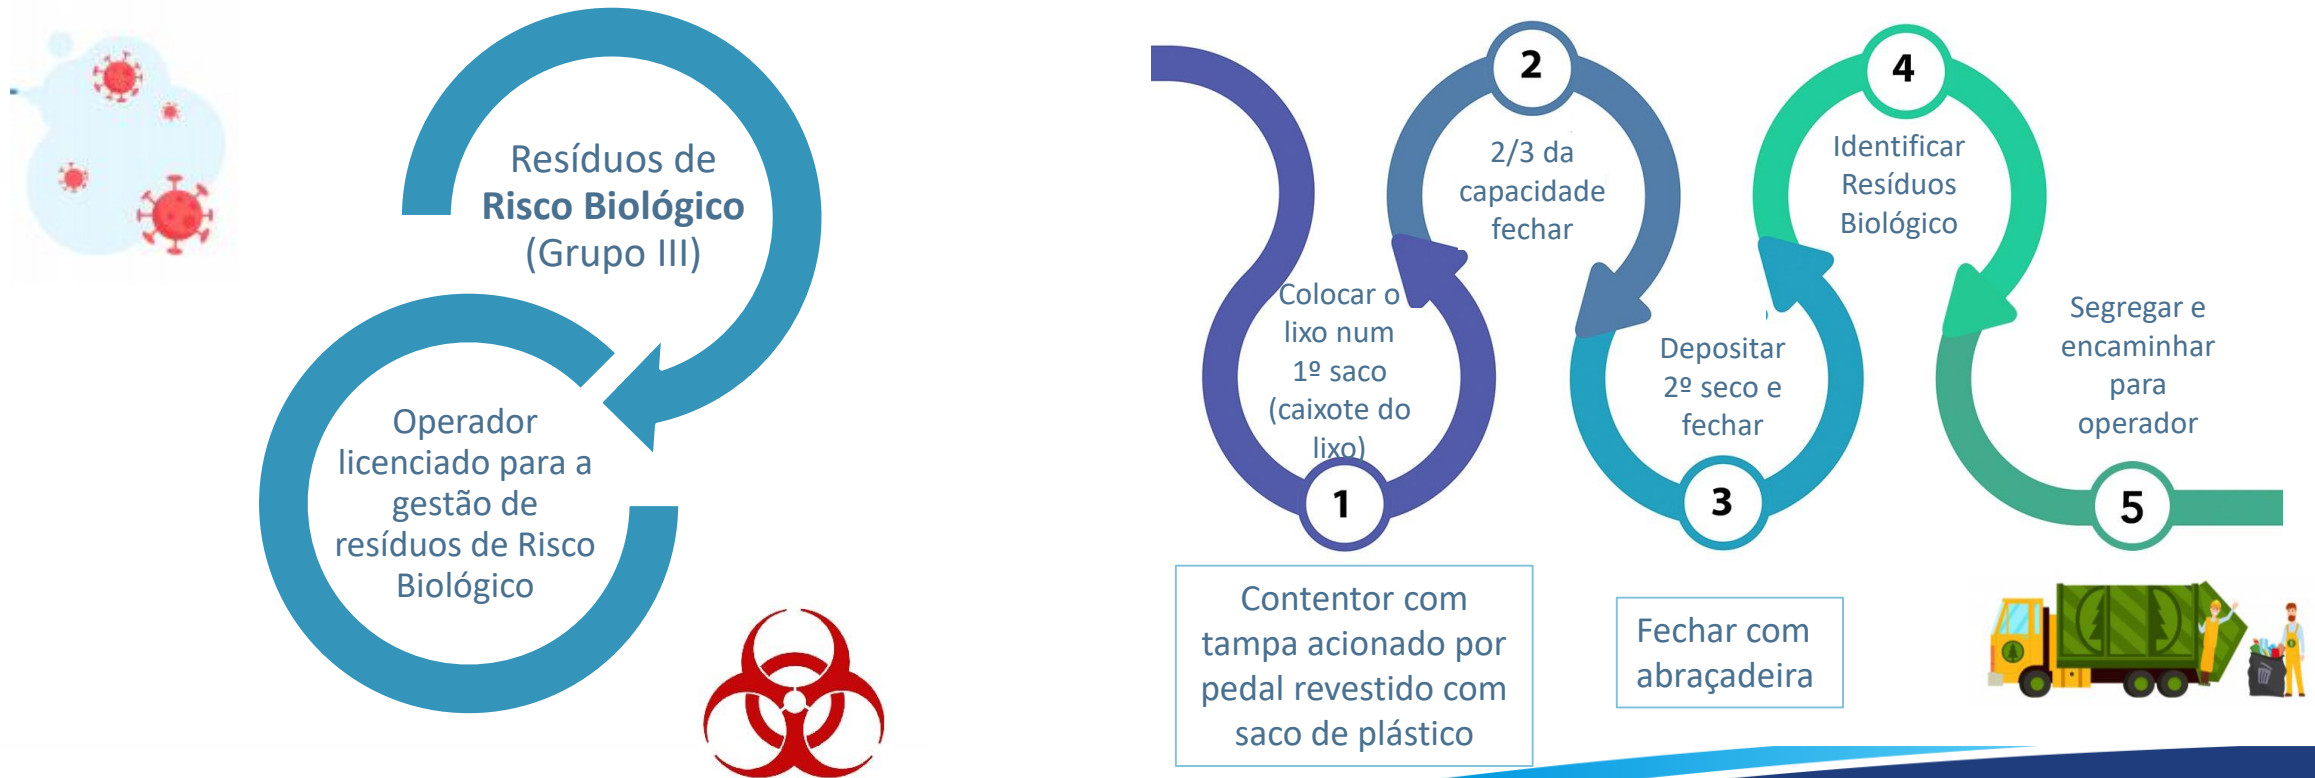 Resíduos de
Risco Biológico
(Grupo III)
Operador
licenciado para a
gestão de
resíduos de Risco
Biológico
1
Colocar o
lixo num
1º saco
(caixote do
lixo)
Contentor com
tampa acionado por
pedal revestido com
saco de plástico
2
2/3 da
capacidade
fechar
3
Depositar
2º seco e
fechar
Fechar com
abraçadeira
4
Identificar
Resíduos
Biológico
5
Segregar e
encaminhar
para
operador